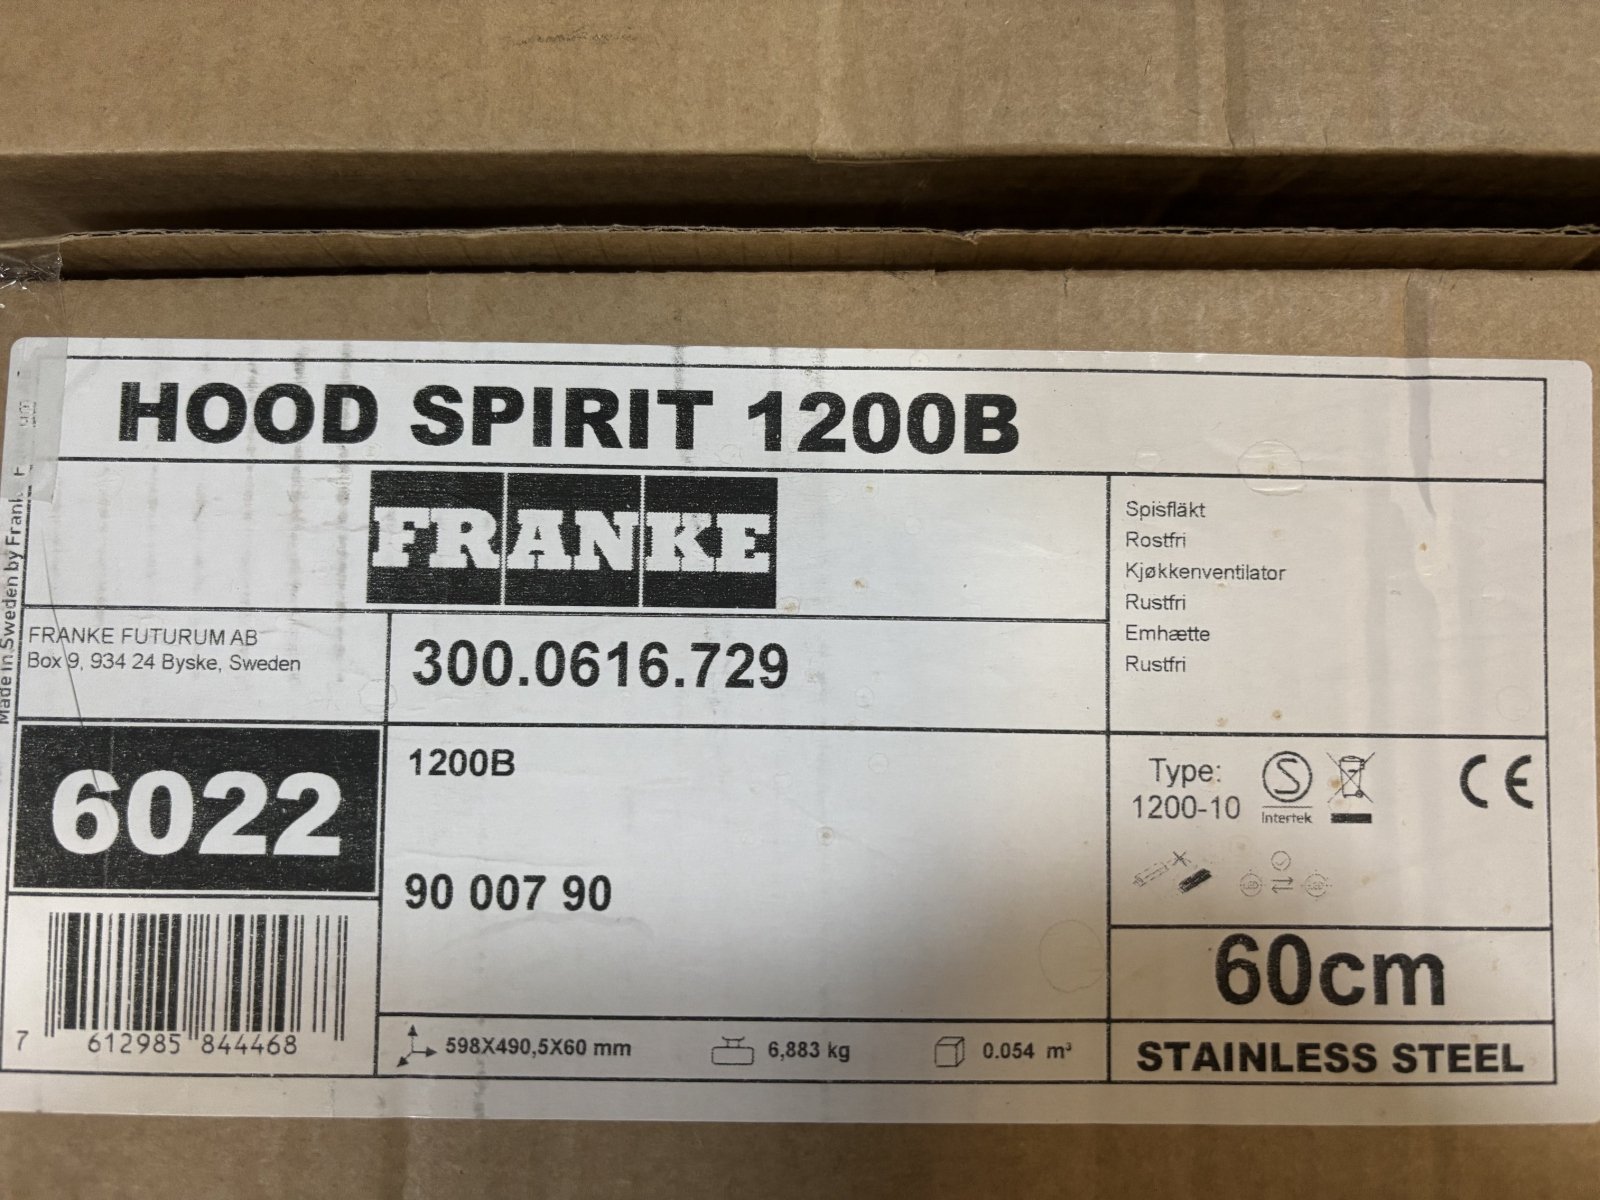 HOOD SPIRIT 1200B
FRANKE
Spisfläkt
Rostfri
Kjøkkenventilator
Rustfri
Emhætte
Rustfri
Made in Sweden by
FRANKE FUTURUM AB
Box 9, 934 24 Byske, Sweden
300.0616.729
6022
1200B
90 007 90
Type:
1200-10
S
Intertek
CE
7 612985 844468
598X490,5X60 mm
6,883 kg
0.054 m³
60cm
STAINLESS STEEL